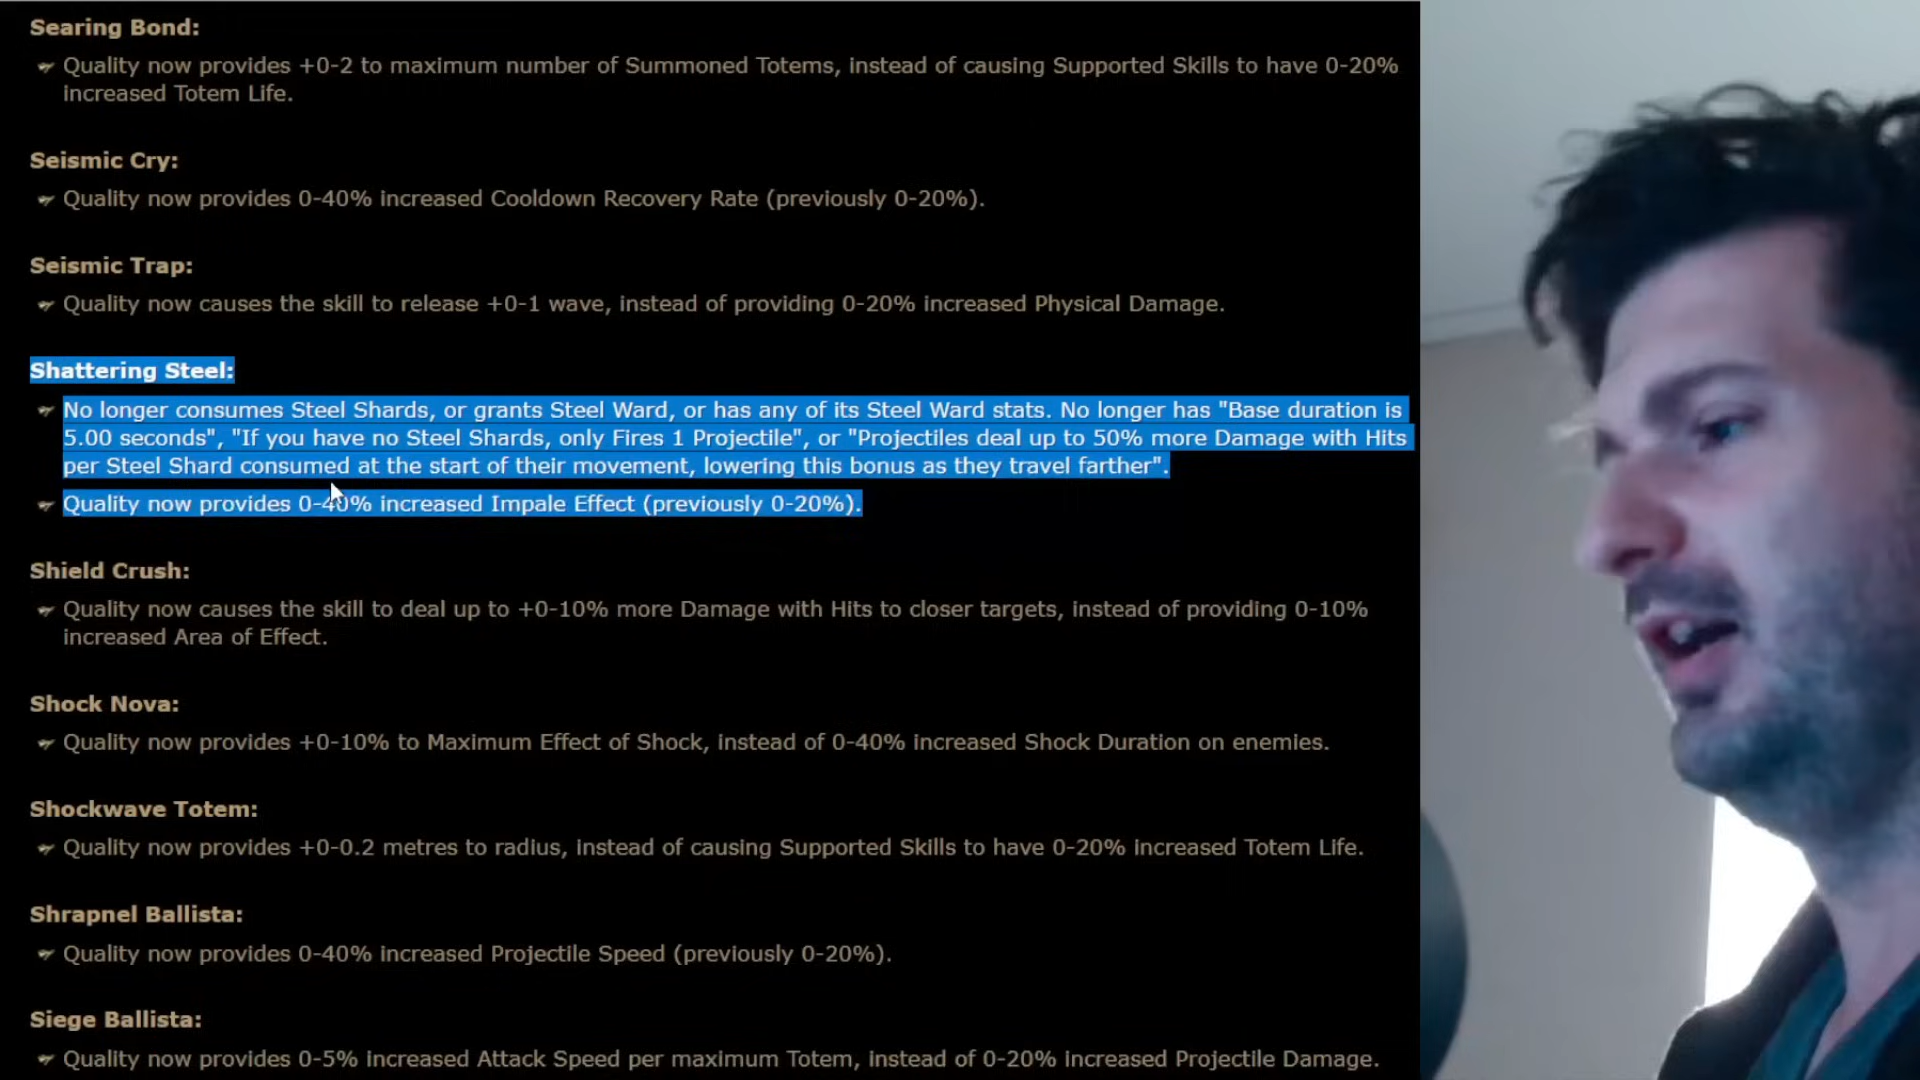 Searing Bond:
Quality now provides +0-2 to maximum number of Summoned Totems, instead of causing Supported Skills to have 0-20%
increased Totem Life.
Seismic Cry:
Quality now provides 0-40% increased Cooldown Recovery Rate (previously 0-20%).
Seismic Trap:
Quality now causes the skill to release +0-1 wave, instead of providing 0-20% increased Physical Damage.
Shattering Steel:
No longer consumes Steel Shards, or grants Steel Ward, or has any of its Steel Ward stats. No longer has "Base duration is
5.00 seconds", "If you have no Steel Shards, only Fires 1 Projectile", or "Projectiles deal up to 50% more Damage with Hits
per Steel Shard consumed at the start of their movement, lowering this bonus as they travel farther".
Quality now provides 0-40% increased Impale Effect (previously 0-20%).
Shield Crush:
Quality now causes the skill to deal up to +0-10% more Damage with Hits to closer targets, instead of providing 0-10%
increased Area of Effect.
Shock Nova:
Quality now provides +0-10% to Maximum Effect of Shock, instead of 0-40% increased Shock Duration on enemies.
Shockwave Totem:
Quality now provides +0-0.2 metres to radius, instead of causing Supported Skills to have 0-20% increased Totem Life.
Shrapnel Ballista:
Quality now provides 0-40% increased Projectile Speed (previously 0-20%).
Siege Ballista:
Quality now provides 0-5% increased Attack Speed per maximum Totem, instead of 0-20% increased Projectile Damage.